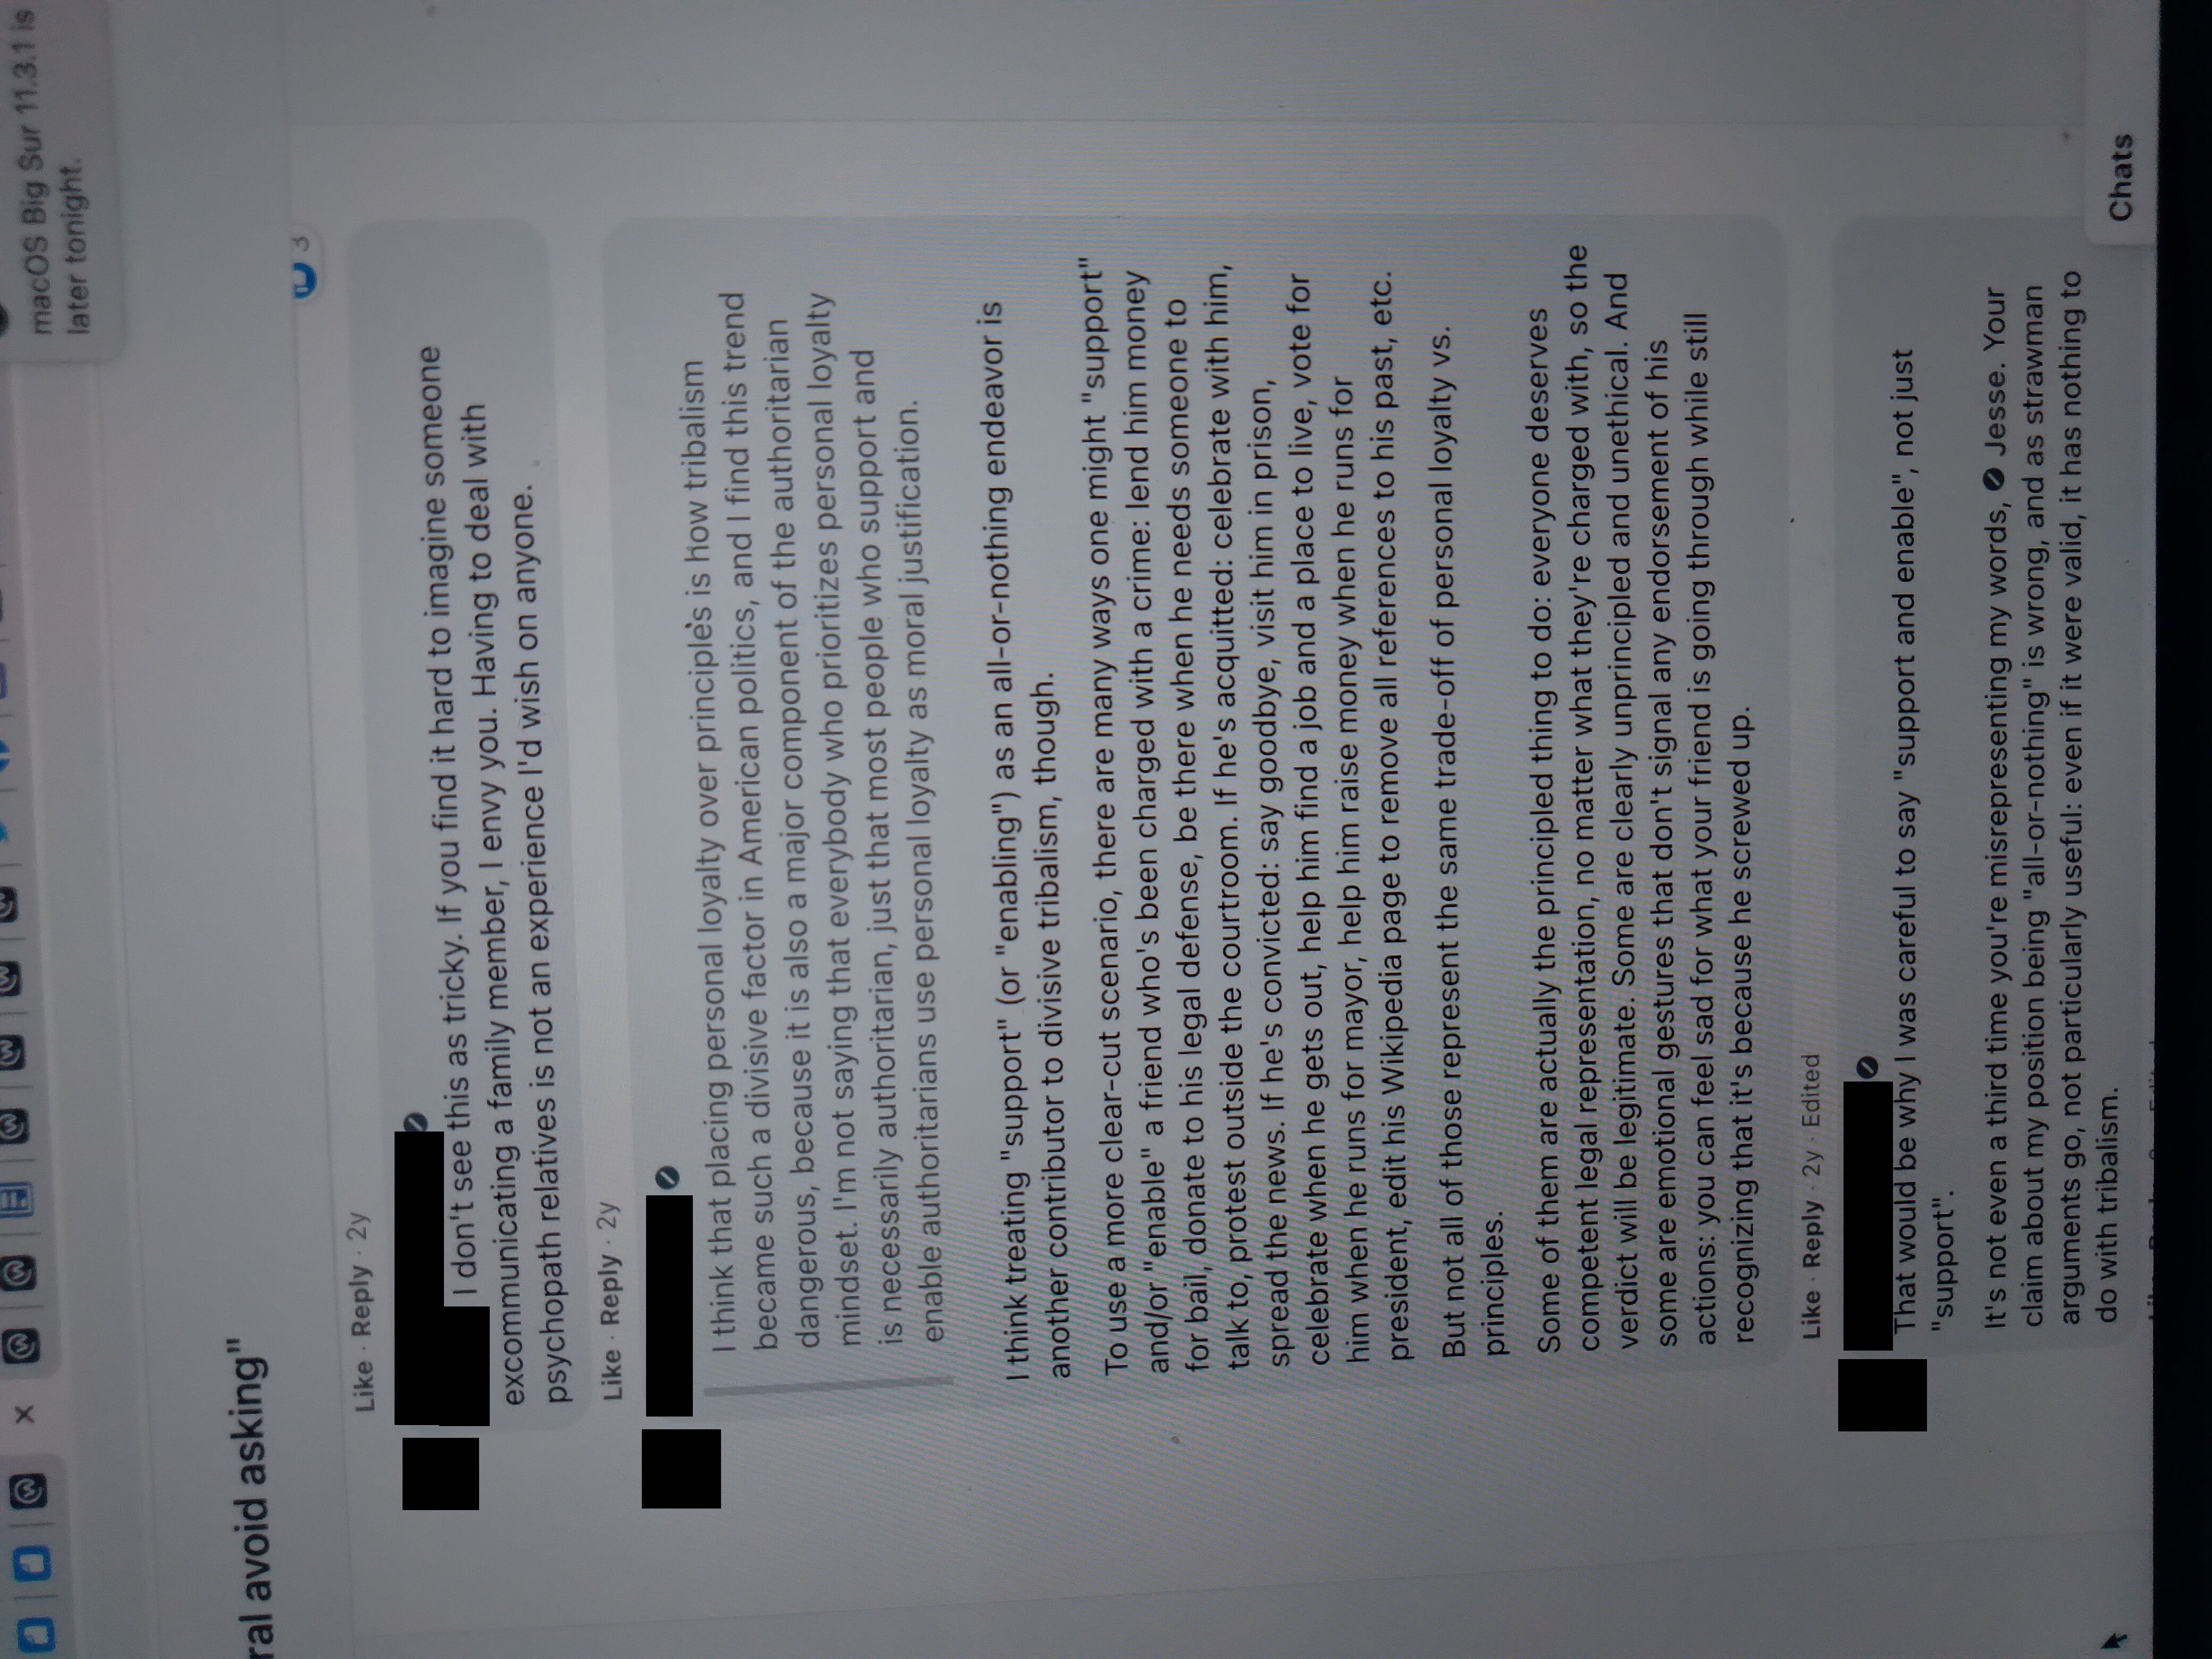 macOS Big Sur 11.3.1 is
later tonight.
ral avoid asking"
3
Like · Reply · 2y
I don't see this as tricky. If you find it hard to imagine someone
excommunicating a family member, I envy you. Having to deal with
psychopath relatives is not an experience I'd wish on anyone.
Like · Reply · 2y
I think that placing personal loyalty over principles is how tribalism
became such a divisive factor in American politics, and I find this trend
dangerous, because it is also a major component of the authoritarian
mindset. I'm not saying that everybody who prioritizes personal loyalty
is necessarily authoritarian, just that most people who support and
enable authoritarians use personal loyalty as moral justification.
I think treating "support" (or "enabling") as an all-or-nothing endeavor is
another contributor to divisive tribalism, though.
To use a more clear-cut scenario, there are many ways one might "support"
and/or "enable" a friend who's been charged with a crime: lend him money
for bail, donate to his legal defense, be there when he needs someone to
talk to, protest outside the courtroom. If he's acquitted: celebrate with him,
spread the news. If he's convicted: say goodbye, visit him in prison,
celebrate when he gets out, help him find a job and a place to live, vote for
him when he runs for mayor, help him raise money when he runs for
president, edit his Wikipedia page to remove all references to his past, etc.
But not all of those represent the same trade-off of personal loyalty vs.
principles.
Some of them are actually the principled thing to do: everyone deserves
competent legal representation, no matter what they're charged with, so the
verdict will be legitimate. Some are clearly unprincipled and unethical. And
some are emotional gestures that don't signal any endorsement of his
actions: you can feel sad for what your friend is going through while still
recognizing that it's because he screwed up.
Like · Reply · 2y · Edited
That would be why I was careful to say "support and enable", not just
"support".
It's not even a third time you're misrepresenting my words, Jesse. Your
claim about my position being "all-or-nothing" is wrong, and as strawman
arguments go, not particularly useful: even if it were valid, it has nothing to
do with tribalism.
Chats